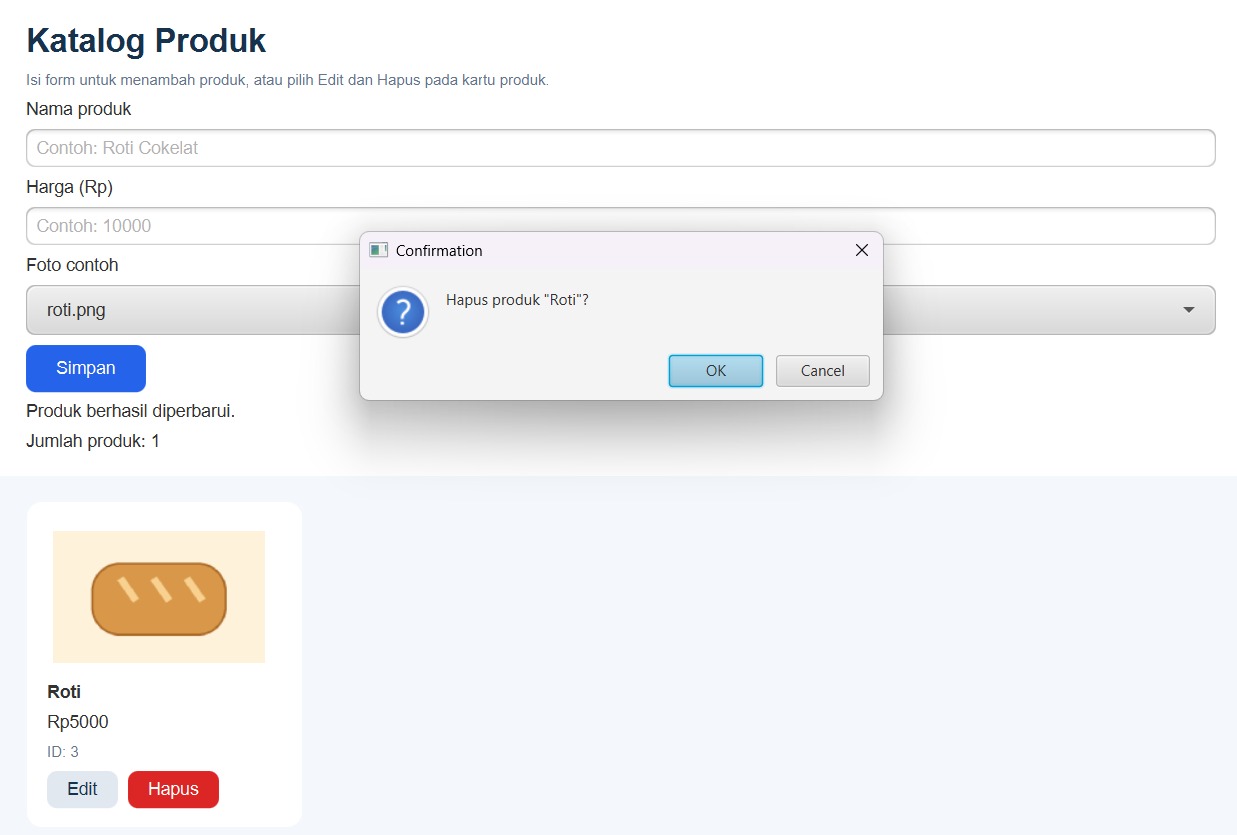 Katalog Produk
Isi form untuk menambah produk, atau pilih Edit dan Hapus pada kartu produk.
Nama produk
Contoh: Roti Cokelat
Harga (Rp)
Contoh: 10000
Foto contoh
roti.png
Simpan
Produk berhasil diperbarui.
Jumlah produk: 1
Confirmation
?
Hapus produk "Roti"?
OK
Cancel
Roti
Rp5000
ID: 3
Edit
Hapus